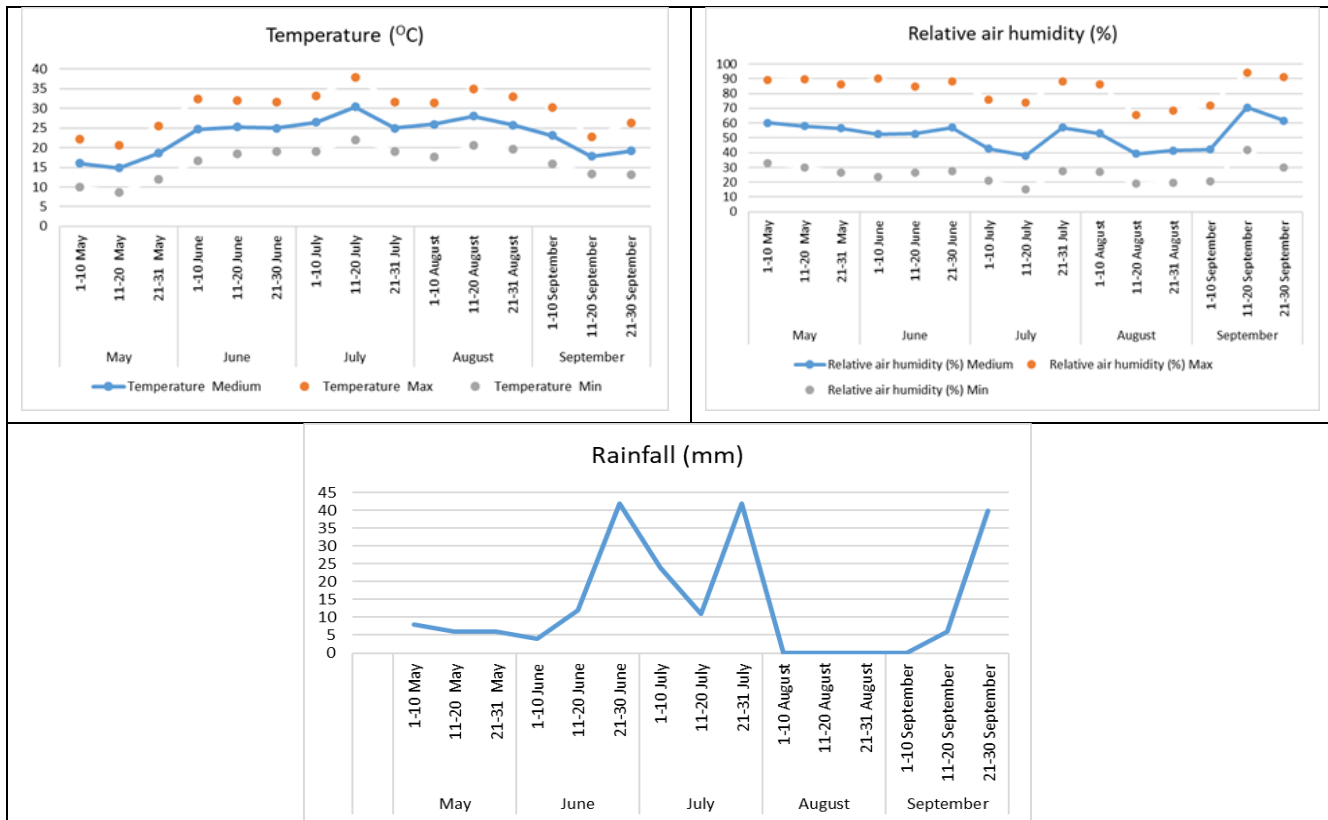 Temperature (ᴼC)
40
35
30
25
20
15
10
5
0
1-10 May
11-20 May
21-31 May
1-10 June
11-20 June
21-30 June
1-10 July
11-20 July
21-31 July
1-10 August
11-20 August
21-31 August
1-10 September
11-20 September
21-30 September
May June July August September
Temperature Medium Temperature Max Temperature Min
Relative air humidity (%)
100
90
80
70
60
50
40
30
20
10
0
1-10 May
11-20 May
21-31 May
1-10 June
11-20 June
21-30 June
1-10 July
11-20 July
21-31 July
1-10 August
11-20 August
21-31 August
1-10 September
11-20 September
21-30 September
May June July August September
Relative air humidity (%) Medium Relative air humidity (%) Max
Relative air humidity (%) Min
Rainfall (mm)
45
40
35
30
25
20
15
10
5
0
1-10 May
11-20 May
21-31 May
1-10 June
11-20 June
21-30 June
1-10 July
11-20 July
21-31 July
1-10 August
11-20 August
21-31 August
1-10 September
11-20 September
21-30 September
May June July August September